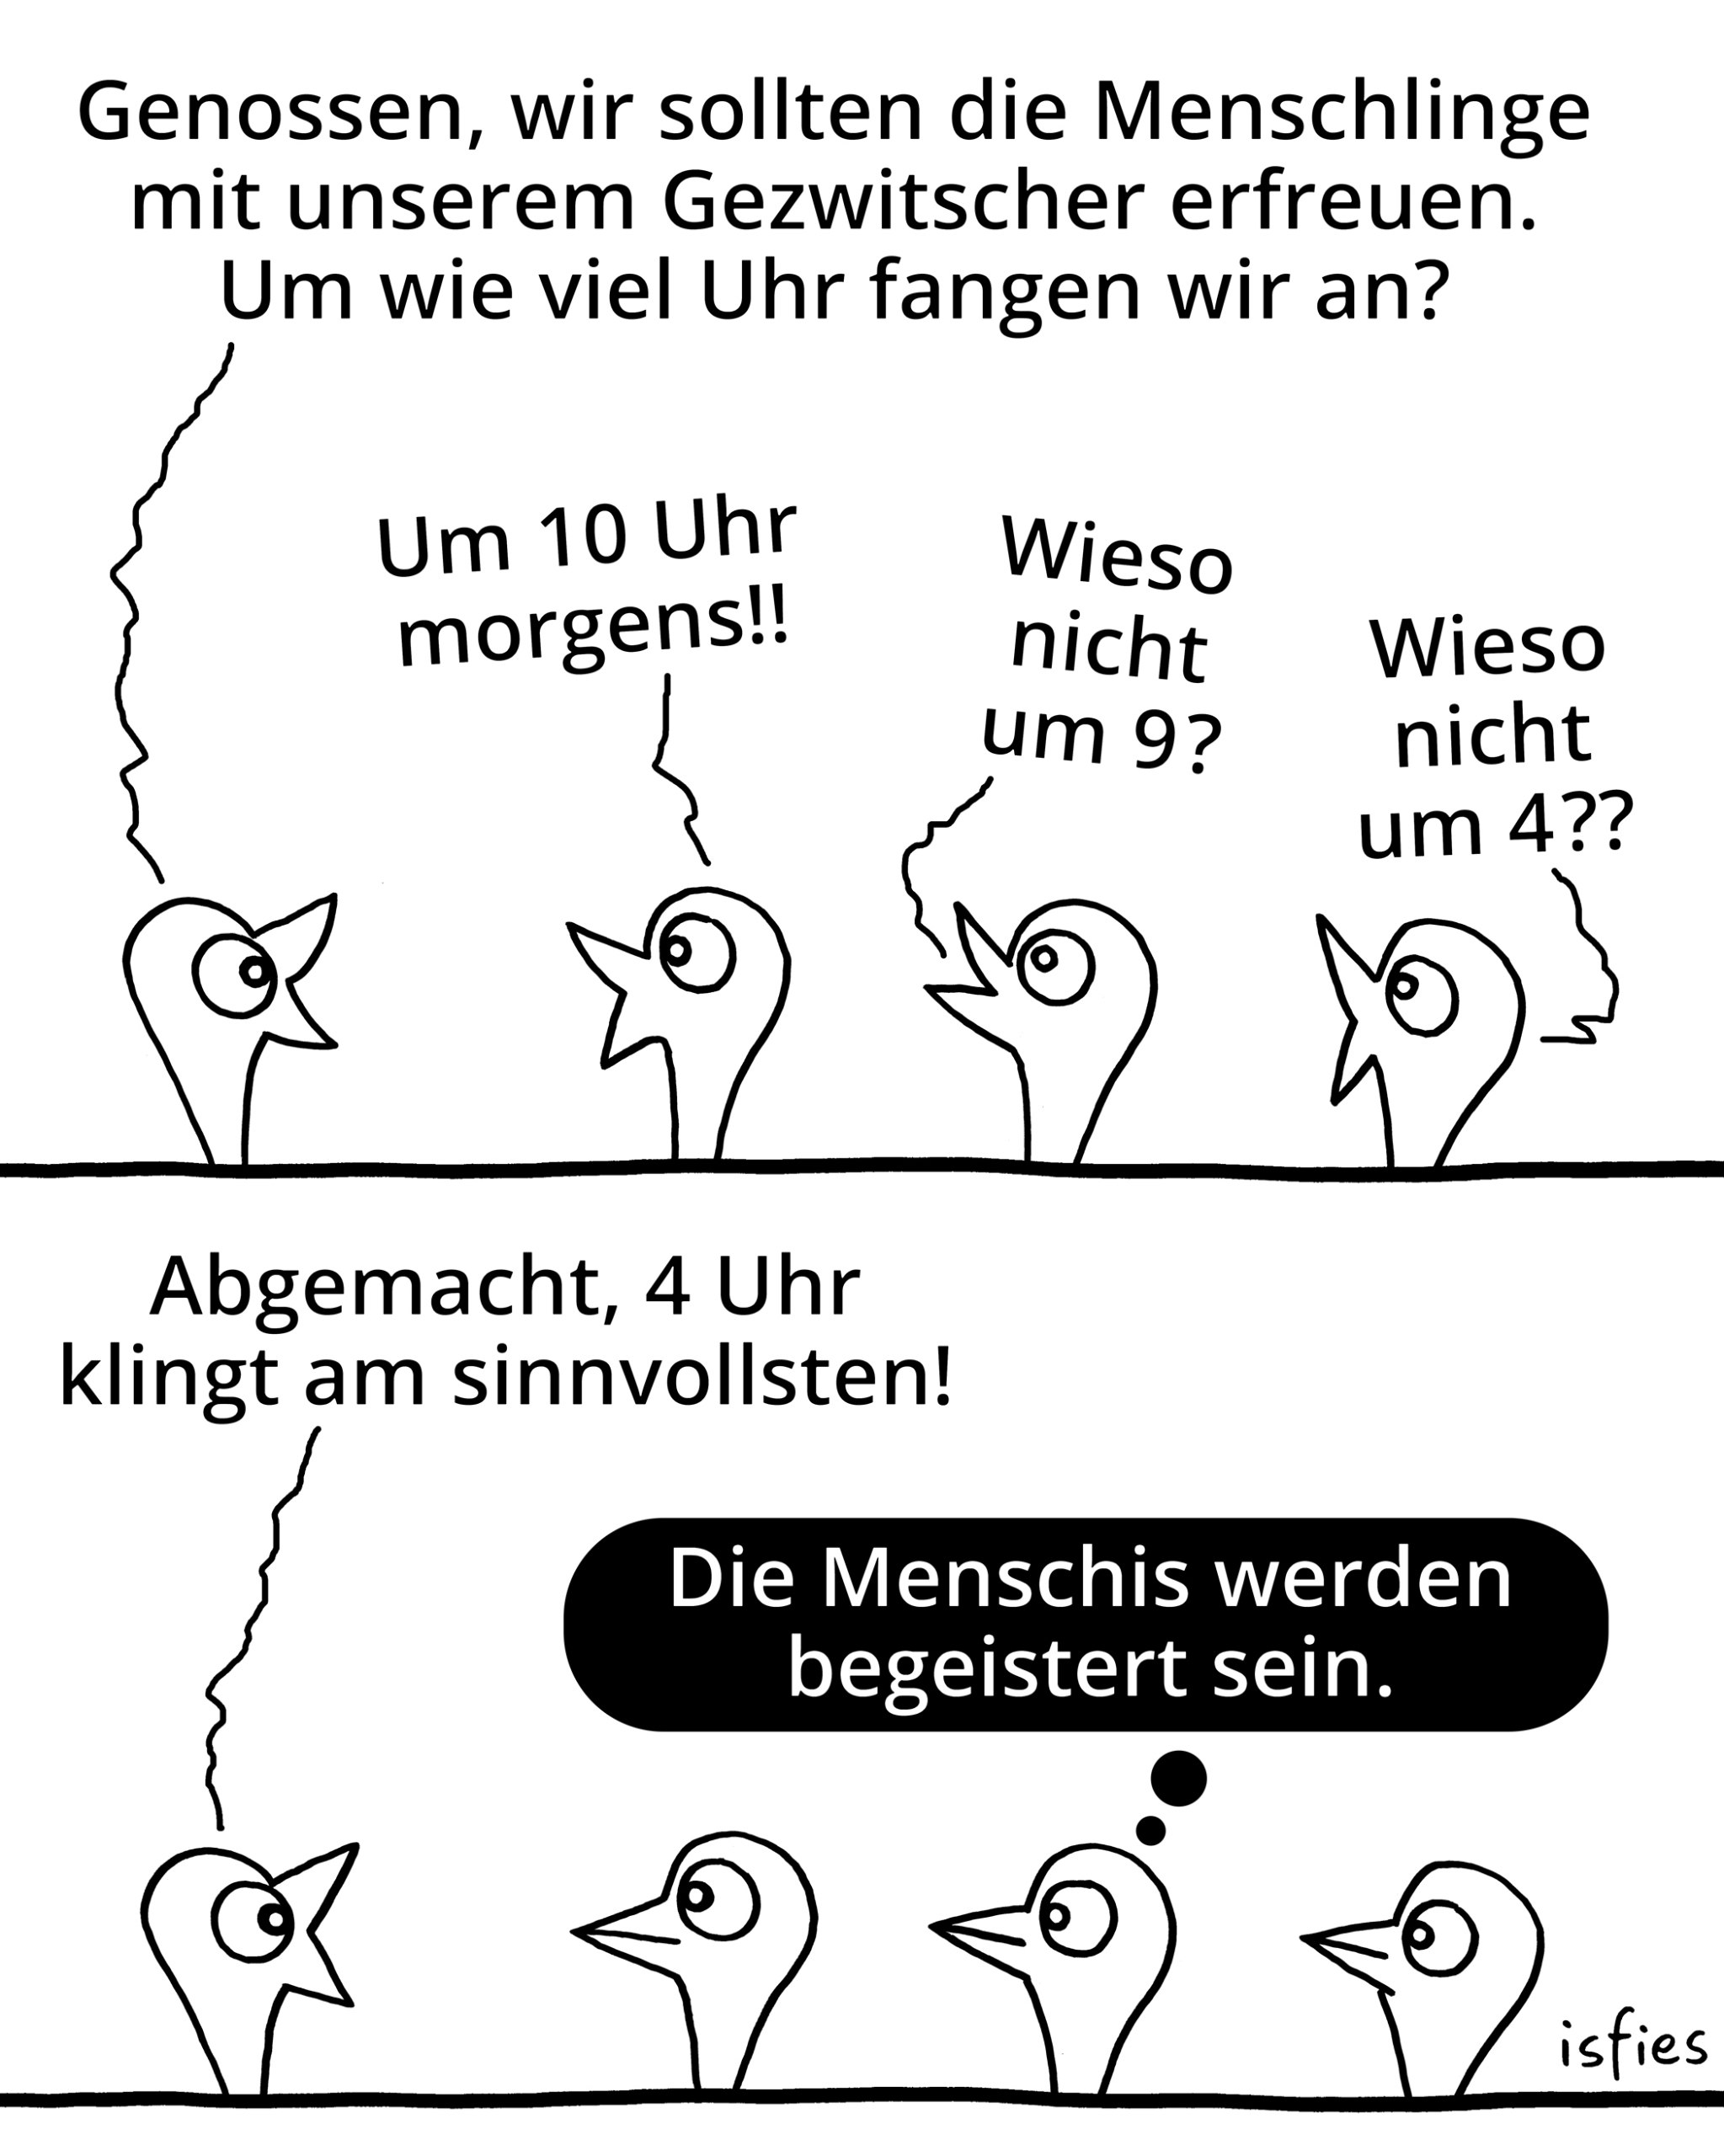 Genossen, wir sollten die Menschlinge
mit unserem Gezwitscher erfreuen.
Um wie viel Uhr fangen wir an?
Um 10 Uhr
morgens!!
Wieso
nicht
um 9?
Wieso
nicht
um 4??
Abgemacht, 4 Uhr
klingt am sinnvollsten!
Die Menschis werden
begeistert sein.
isfies